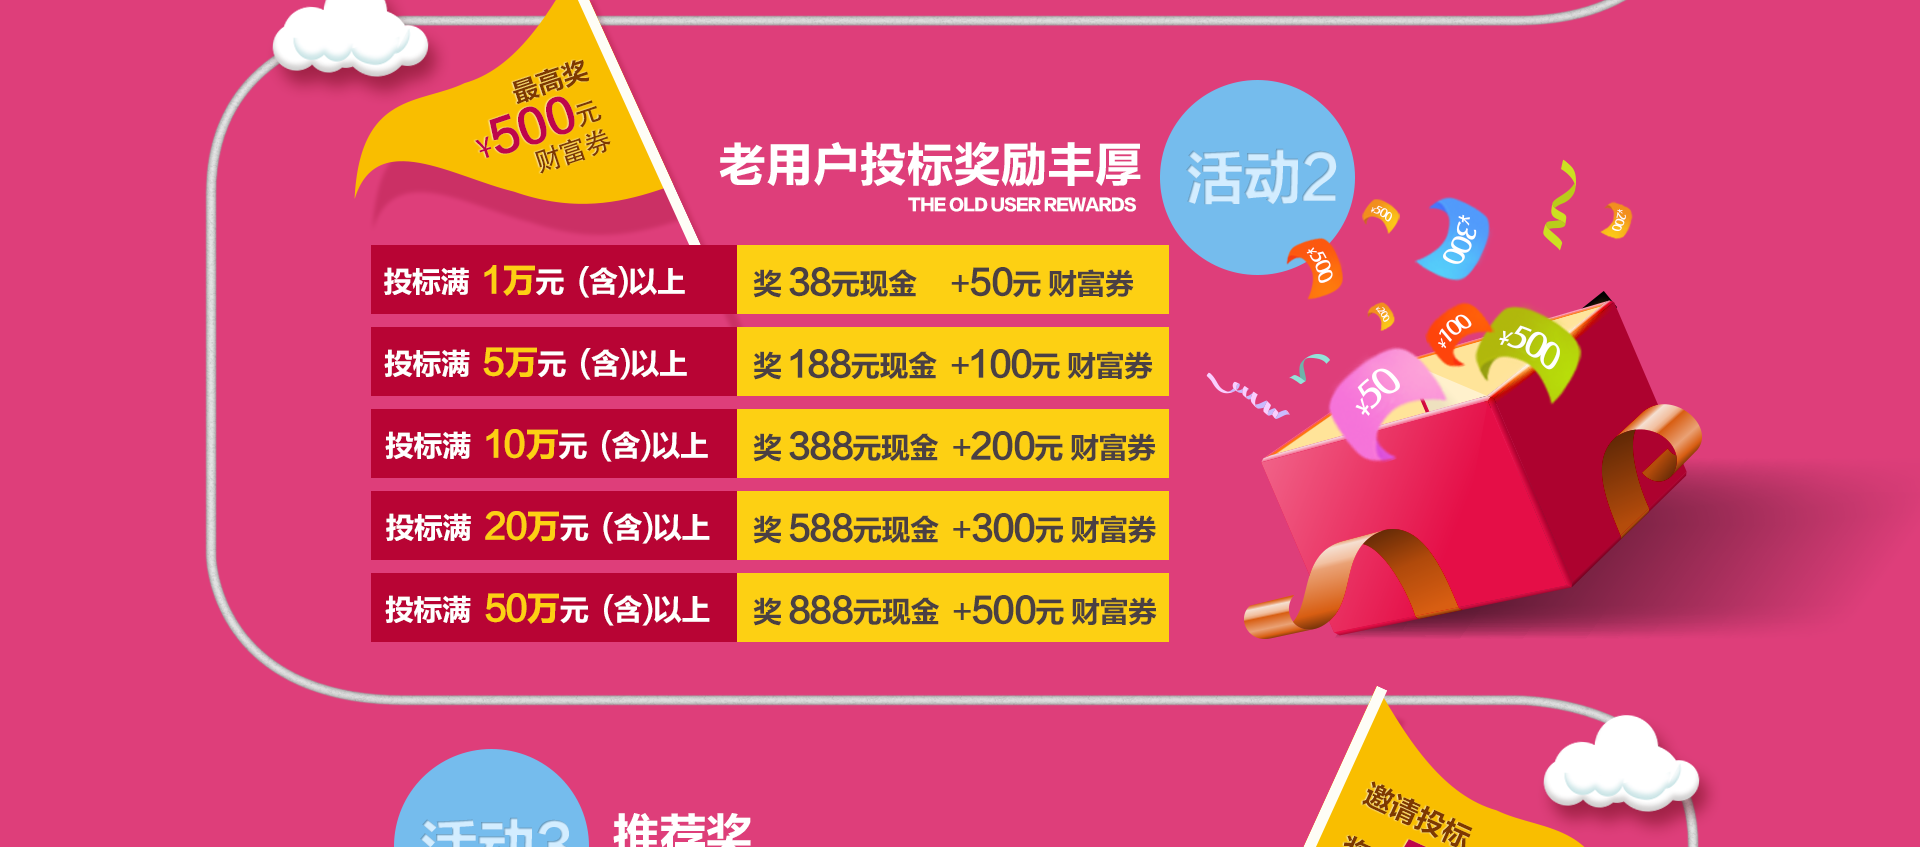 最高奖
¥500元
财富券
老用户投标奖励丰厚
THE OLD USER REWARDS
活动2
投标满 1万元 (含)以上 奖 38元现金 +50元 财富券
投标满 5万元 (含)以上 奖 188元现金 +100元 财富券
投标满 10万元 (含)以上 奖 388元现金 +200元 财富券
投标满 20万元 (含)以上 奖 588元现金 +300元 财富券
投标满 50万元 (含)以上 奖 888元现金 +500元 财富券
¥500
¥300
¥200
¥500
¥200
¥100
¥500
¥50
活动3
推荐奖
邀请投标